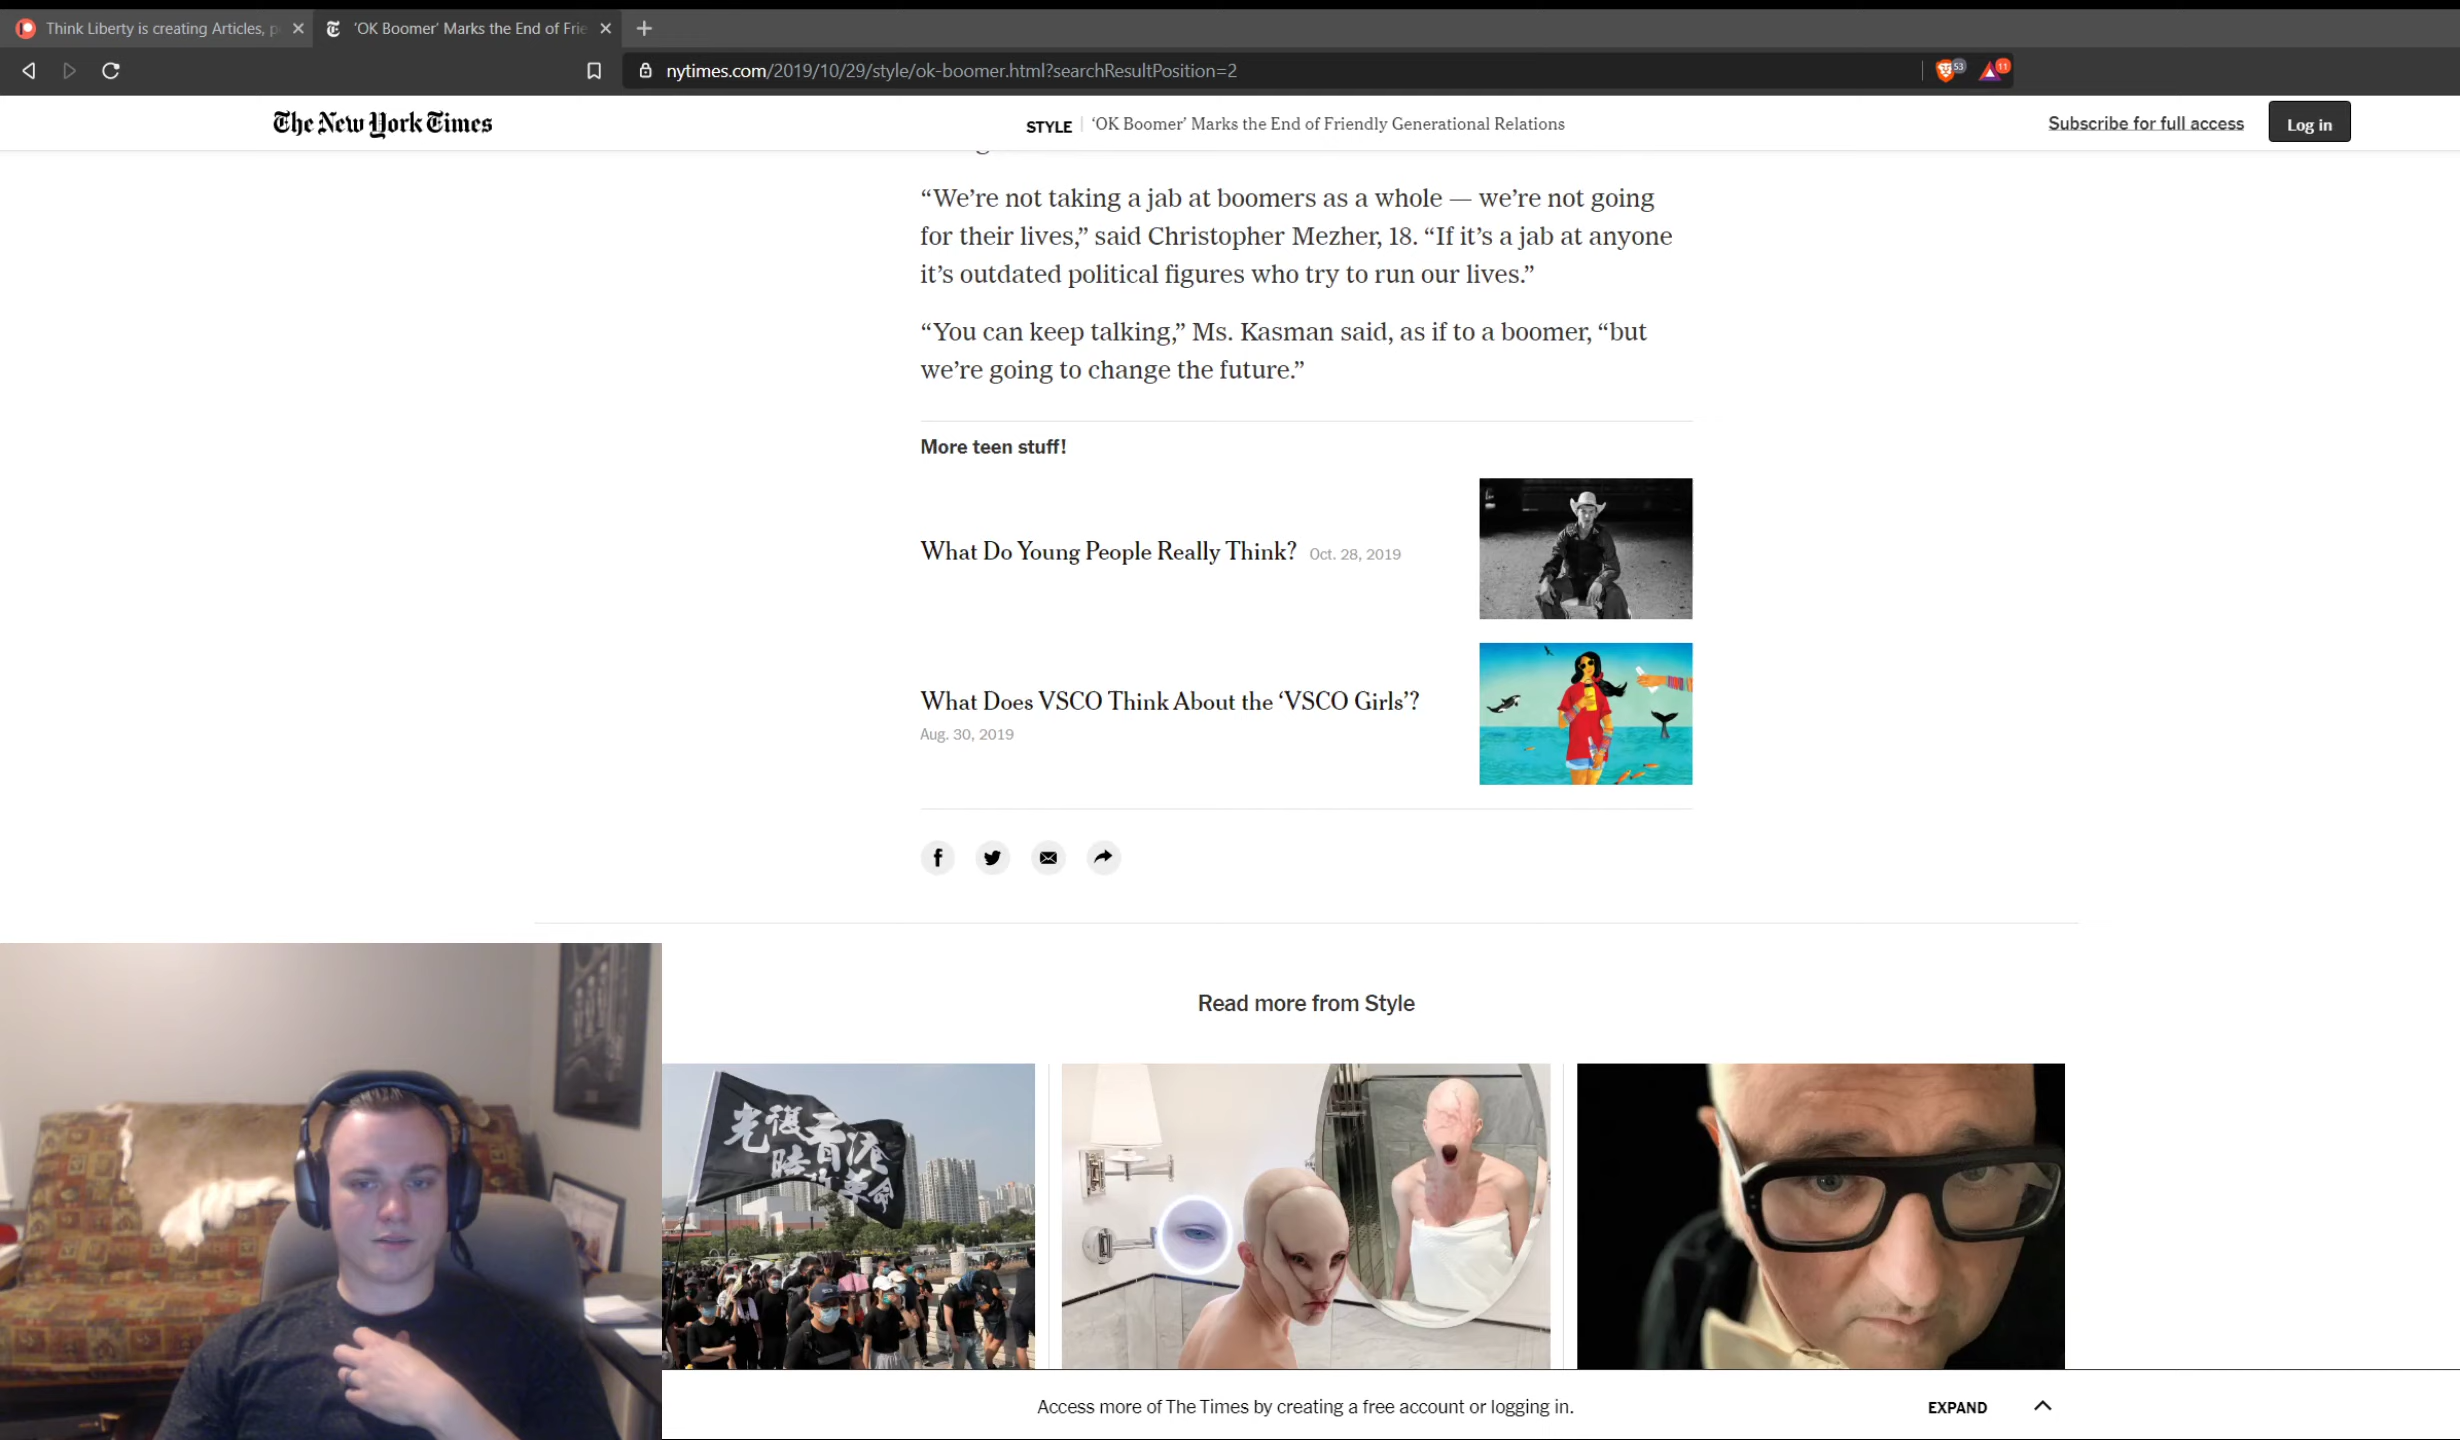 Think Liberty is creating Articles, p
'OK Boomer' Marks the End of Frie
nytimes.com/2019/10/29/style/ok-boomer.html?searchResultPosition=2
53
11
The New York Times
STYLE
'OK Boomer' Marks the End of Friendly Generational Relations
Subscribe for full access
Log in
“We’re not taking a jab at boomers as a whole — we’re not going
for their lives,” said Christopher Mezher, 18. “If it’s a jab at anyone
it’s outdated political figures who try to run our lives.”
“You can keep talking,” Ms. Kasman said, as if to a boomer, “but
we’re going to change the future.”
More teen stuff!
What Do Young People Really Think? Oct. 28, 2019
What Does VSCO Think About the ‘VSCO Girls’?
Aug. 30, 2019
Read more from Style
光復香港
革命
Access more of The Times by creating a free account or logging in.
EXPAND